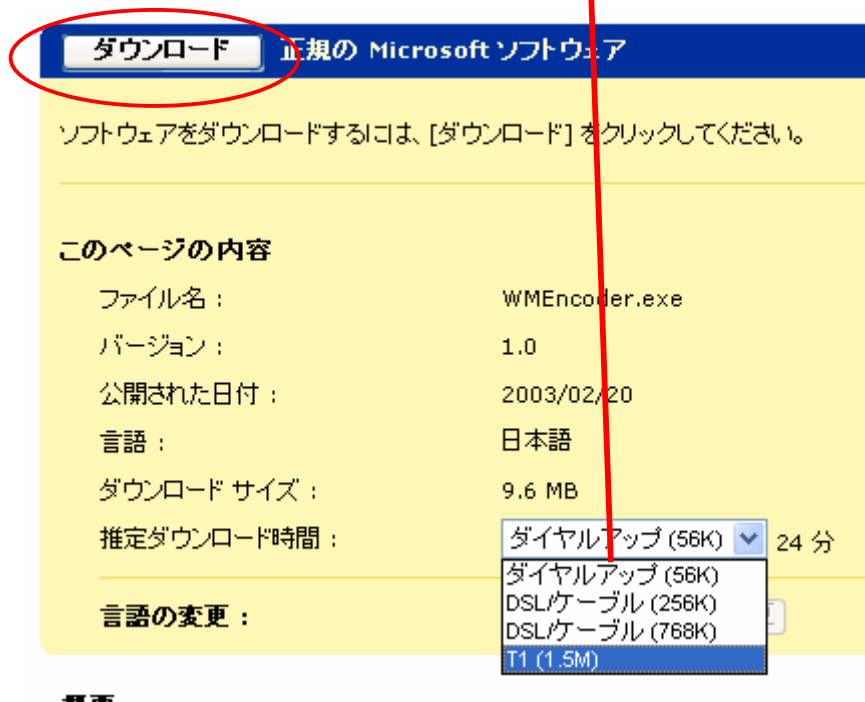 ダウンロード 正規の Microsoft ソフトウェア
ソフトウェアをダウンロードするには、[ダウンロード] をクリックしてください。
このページの内容
ファイル名 : WMEncoder.exe
バージョン : 1.0
公開された日付 : 2003/02/20
言語 : 日本語
ダウンロード サイズ : 9.6 MB
推定ダウンロード時間 : ダイヤルアップ (56K) 24 分
ダイヤルアップ (56K)
DSL/ケーブル (256K)
言語の変更 :
DSL/ケーブル (768K)
T1 (1.5M)